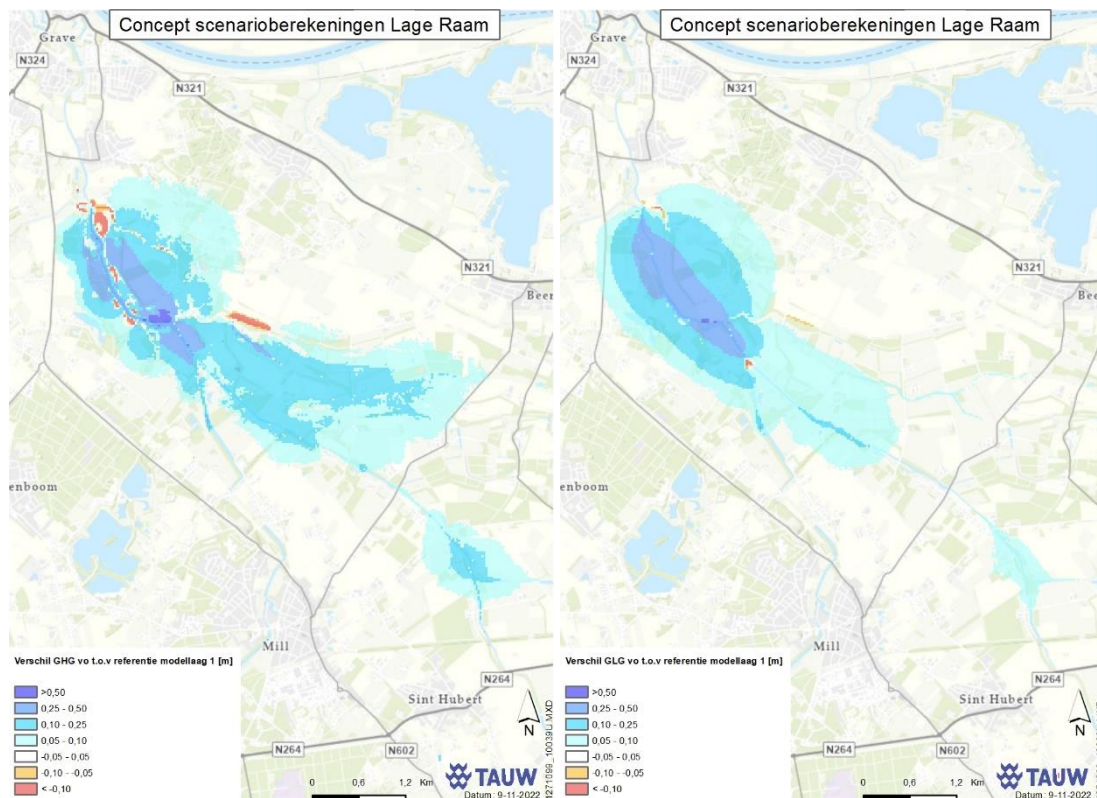 Concept scenarioberekeningen Lage Raam
Grave
N324
N321
N321
Beer
enboom
Mill
Verschil GHG vo t.o.v referentie modellaag 1 [m]
>0,50
0,25 - 0,50
0,10 - 0,25
0,05 - 0,10
-0,05 - 0,05
-0,10 - -0,05
< -0,10
N264
Sint Hubert
N264
N602
N
0 0,6 1,2 Km
TAUW
Datum : 9-11-2022
1271099_10039U.MXD
Concept scenarioberekeningen Lage Raam
Grave
N324
N321
N321
Beer
enboom
Mill
Verschil GLG vo t.o.v referentie modellaag 1 [m]
>0,50
0,25 - 0,50
0,10 - 0,25
0,05 - 0,10
-0,05 - 0,05
-0,10 - -0,05
< -0,10
N264
Sint Hubert
N264
N602
N
0 0,6 1,2 Km
TAUW
Datum : 9-11-2022